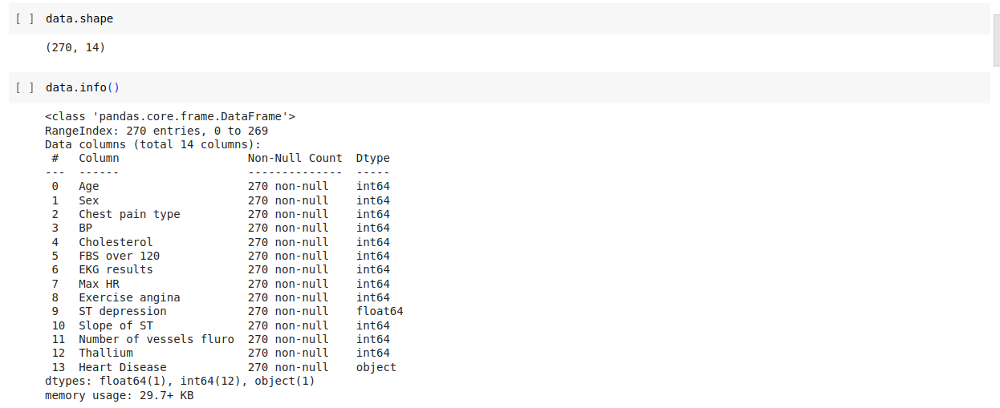 [ ] data.shape
(270, 14)
[ ] data.info()
<class 'pandas.core.frame.DataFrame'>
RangeIndex: 270 entries, 0 to 269
Data columns (total 14 columns):
 #   Column                   Non-Null Count  Dtype
---  ------                   --------------  -----
 0   Age                      270 non-null    int64
 1   Sex                      270 non-null    int64
 2   Chest pain type          270 non-null    int64
 3   BP                       270 non-null    int64
 4   Cholesterol              270 non-null    int64
 5   FBS over 120             270 non-null    int64
 6   EKG results              270 non-null    int64
 7   Max HR                   270 non-null    int64
 8   Exercise angina          270 non-null    int64
 9   ST depression            270 non-null    float64
 10  Slope of ST              270 non-null    int64
 11  Number of vessels fluro  270 non-null    int64
 12  Thallium                 270 non-null    int64
 13  Heart Disease            270 non-null    object
dtypes: float64(1), int64(12), object(1)
memory usage: 29.7+ KB